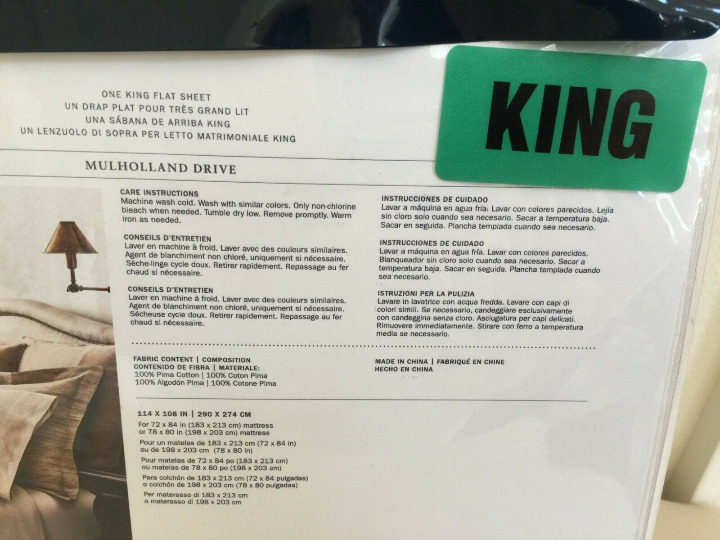 ONE KING FLAT SHEET
UN DRAP PLAT POUR TRÈS GRAND LIT
UNA SÁBANA DE ARRIBA KING
UN LENZUOLO DI SOPRA PER LETTO MATRIMONIALE KING
KING
MULHOLLAND DRIVE
CARE INSTRUCTIONS
Machine wash cold. Wash with similar colors. Only non-chlorine
bleach when needed. Tumble dry low. Remove promptly. Warm
iron as needed.
CONSEILS D'ENTRETIEN
Laver en machine à froid. Laver avec des couleurs similaires.
Agent de blanchiment non chloré, uniquement si nécessaire.
Sèche-linge cycle doux. Retirer rapidement. Repassage au fer
chaud si nécessaire.
CONSEILS D'ENTRETIEN
Laver en machine à froid. Laver avec des couleurs similaires.
Agent de blanchiment non chloré, uniquement si nécessaire.
Sécheuse cycle doux. Retirer rapidement. Repassage au fer
chaud si nécessaire.
INSTRUCCIONES DE CUIDADO
Lavar a máquina en agua fría. Lavar con colores parecidos. Lejía
sin cloro solo cuando sea necesario. Secar a temperatura baja.
Sacar en seguida. Plancha templada cuando sea necesario.
INSTRUCCIONES DE CUIDADO
Lavar a máquina en agua fría. Lavar con colores parecidos.
Blanqueador sin cloro solo cuando sea necesario. Secar a
temperatura baja. Sacar en seguida. Plancha templada cuando
sea necesario.
ISTRUZIONI PER LA PULIZIA
Lavare in lavatrice con acqua fredda. Lavare con capi di
colori simili. Se necessario, candeggiare esclusivamente
con candeggina senza cloro. Asciugatura per capi delicati.
Rimuovere immediatamente. Stirare con ferro a temperatura
media se necessario.
FABRIC CONTENT | COMPOSITION
CONTENIDO DE FIBRA | MATERIALE:
100% Pima Cotton | 100% Coton Pima
100% Algodón Pima | 100% Cotone Pima
MADE IN CHINA | FABRIQUÉ EN CHINE
HECHO EN CHINA
114 X 108 IN | 290 X 274 CM
For 72 x 84 in (183 x 213 cm) mattress
or 78 x 80 in (198 x 203 cm) mattress
Pour un matelas de 183 x 213 cm (72 x 84 in)
ou de 198 x 203 cm (78 x 80 in)
Pour matelas de 72 x 84 po (183 x 213 cm)
ou matelas de 78 x 80 po (198 x 203 cm)
Para colchón de 183 x 213 cm (72 x 84 pulgadas)
o colchón de 198 x 203 cm (78 x 80 pulgadas)
Per materasso di 183 x 213 cm
o materasso di 198 x 203 cm